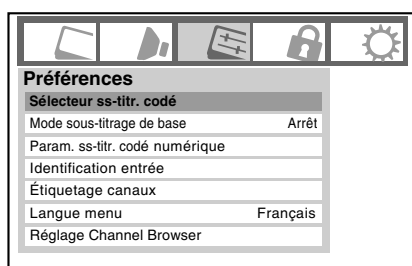 Préférences
Sélecteur ss-titr. codé
Mode sous-titrage de base Arrêt
Param. ss-titr. codé numérique
Identification entrée
Étiquetage canaux
Langue menu Français
Réglage Channel Browser